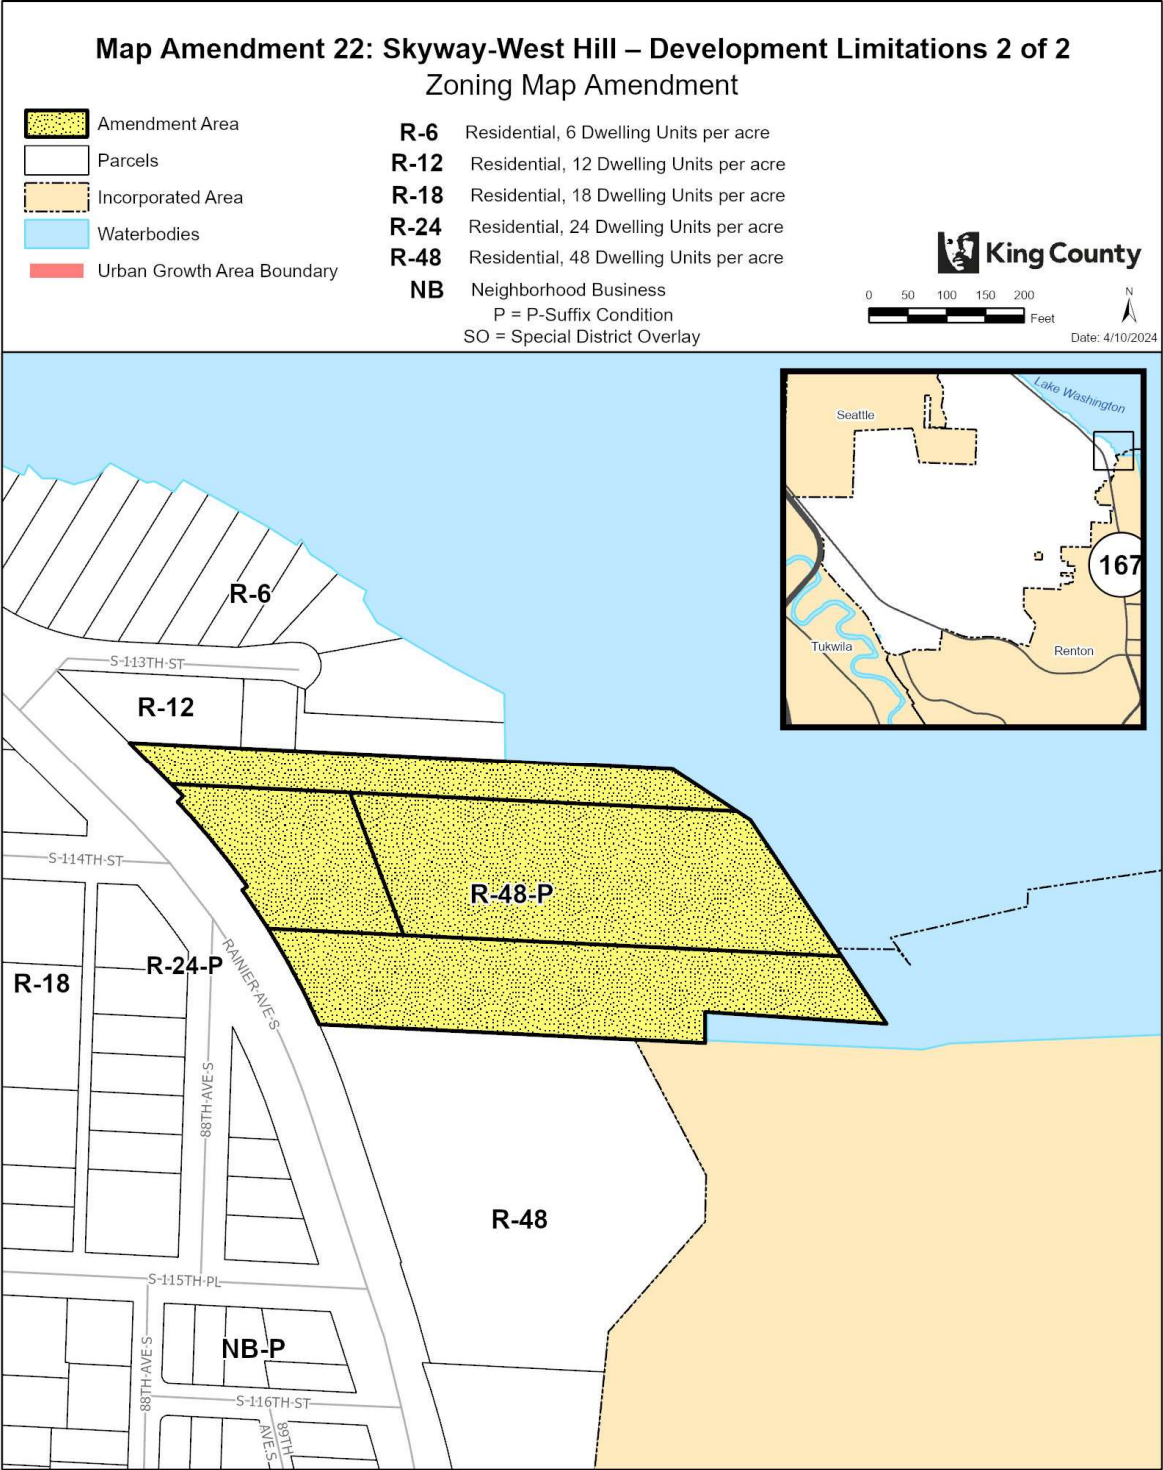 Map Amendment 22: Skyway-West Hill – Development Limitations 2 of 2
Zoning Map Amendment
Amendment Area
Parcels
Incorporated Area
Waterbodies
Urban Growth Area Boundary
R-6 Residential, 6 Dwelling Units per acre
R-12 Residential, 12 Dwelling Units per acre
R-18 Residential, 18 Dwelling Units per acre
R-24 Residential, 24 Dwelling Units per acre
R-48 Residential, 48 Dwelling Units per acre
NB Neighborhood Business
P = P-Suffix Condition
SO = Special District Overlay
King County
0 50 100 150 200
Feet
N
Date: 4/10/2024
Lake Washington
Seattle
167
Tukwila
Renton
R-6
S-113TH-ST
R-12
S-114TH-ST
R-48-P
R-24-P
RAINIER-AVE-S
R-18
88TH-AVE-S
R-48
S-115TH-PL
NB-P
88TH-AVE-S
S-116TH-ST
89TH
AVE.S